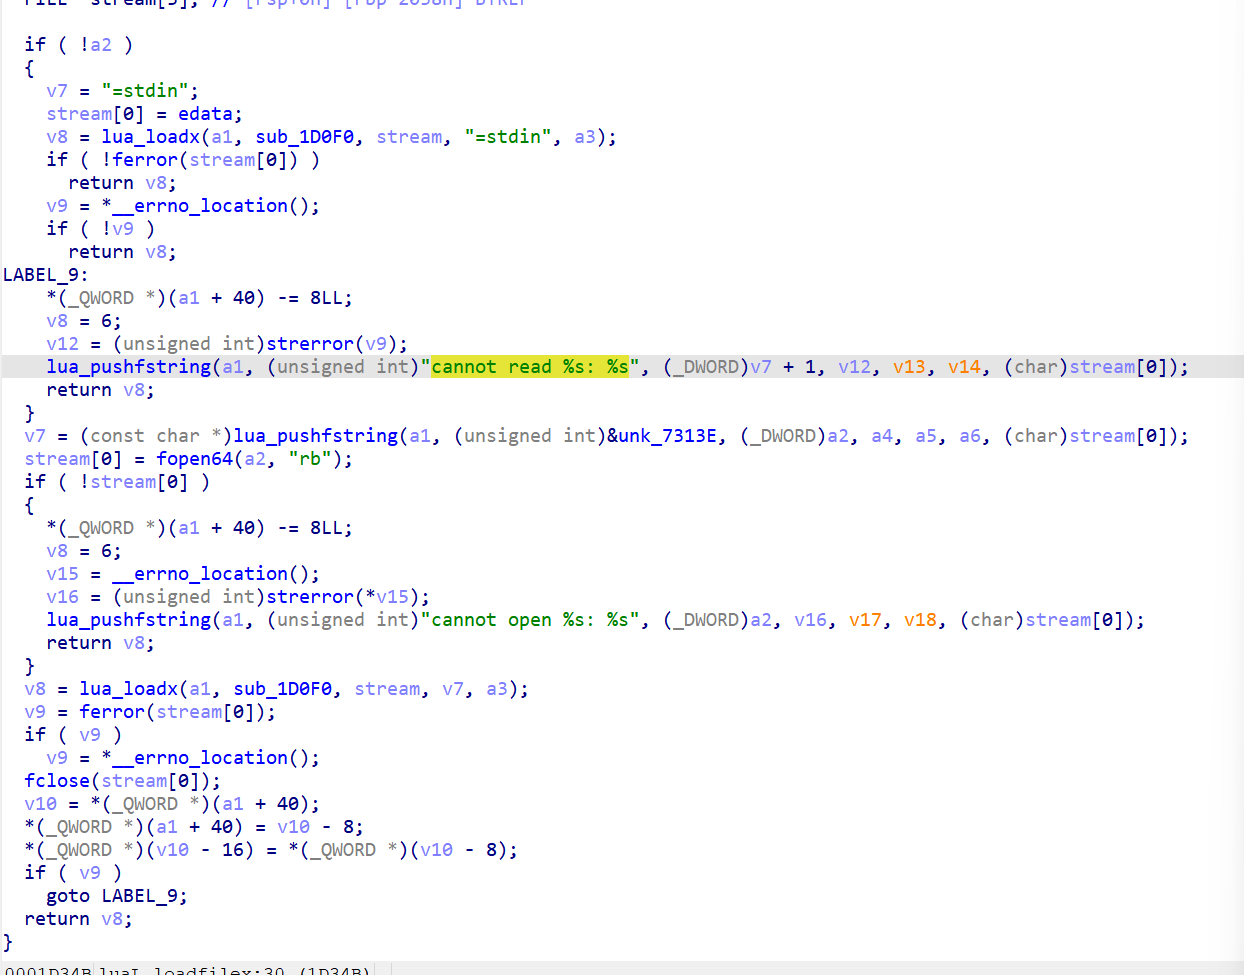 FILE *stream[5]; // [rsp+0h] [rbp-2038h] BYREF
if ( !a2 )
{
v7 = "=stdin";
stream[0] = edata;
v8 = lua_loadx(a1, sub_1D0F0, stream, "=stdin", a3);
if ( !ferror(stream[0]) )
return v8;
v9 = *__errno_location();
if ( !v9 )
return v8;
LABEL_9:
*(_QWORD *)(a1 + 40) -= 8LL;
v8 = 6;
v12 = (unsigned int)strerror(v9);
lua_pushfstring(a1, (unsigned int)"cannot read %s: %s", (_DWORD)v7 + 1, v12, v13, v14, (char)stream[0]);
return v8;
}
v7 = (const char *)lua_pushfstring(a1, (unsigned int)&unk_7313E, (_DWORD)a2, a4, a5, a6, (char)stream[0]);
stream[0] = fopen64(a2, "rb");
if ( !stream[0] )
{
*(_QWORD *)(a1 + 40) -= 8LL;
v8 = 6;
v15 = __errno_location();
v16 = (unsigned int)strerror(*v15);
lua_pushfstring(a1, (unsigned int)"cannot open %s: %s", (_DWORD)a2, v16, v17, v18, (char)stream[0]);
return v8;
}
v8 = lua_loadx(a1, sub_1D0F0, stream, v7, a3);
v9 = ferror(stream[0]);
if ( v9 )
v9 = *__errno_location();
fclose(stream[0]);
v10 = *(_QWORD *)(a1 + 40);
*(_QWORD *)(a1 + 40) = v10 - 8;
*(_QWORD *)(v10 - 16) = *(_QWORD *)(v10 - 8);
if ( v9 )
goto LABEL_9;
return v8;
}
0001D34B luaL_loadfilex:30 (1D34B)